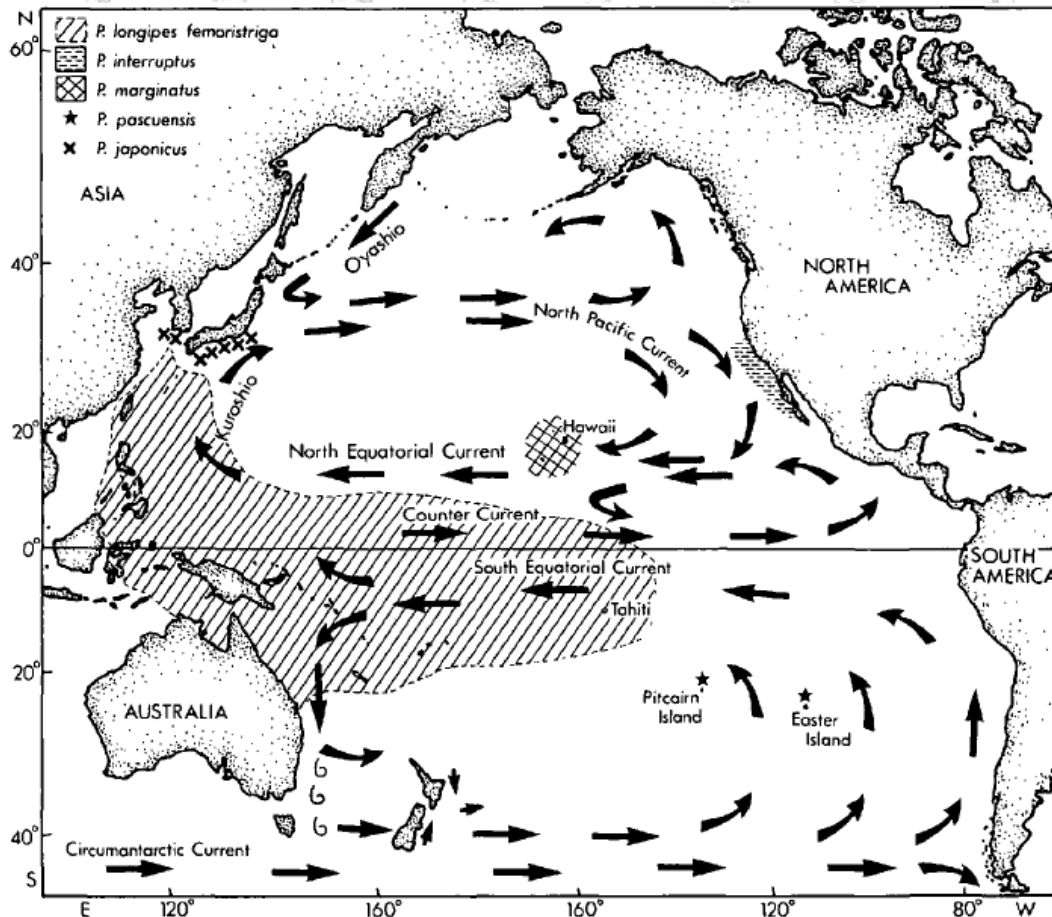 N
60°
40°
20°
0°
20°
40°
S
P. longipes femoristriga
P. interruptus
P. marginatus
P. pascuensis
P. japonicus
ASIA
Oyashio
NORTH
AMERICA
North Pacific Current
Kuroshio
Hawaii
North Equatorial Current
Counter Current
South Equatorial Current
SOUTH
AMERICA
Tahiti
AUSTRALIA
Pitcairn
Island
Easter
Island
Circumantarctic Current
E 120° 160° 160° 120° 80° W